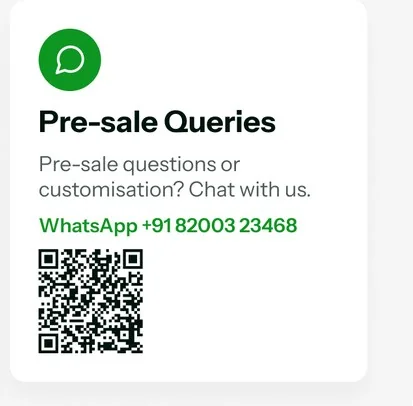 Pre-sale Queries
Pre-sale questions or
customisation? Chat with us.
WhatsApp +91 82003 23468